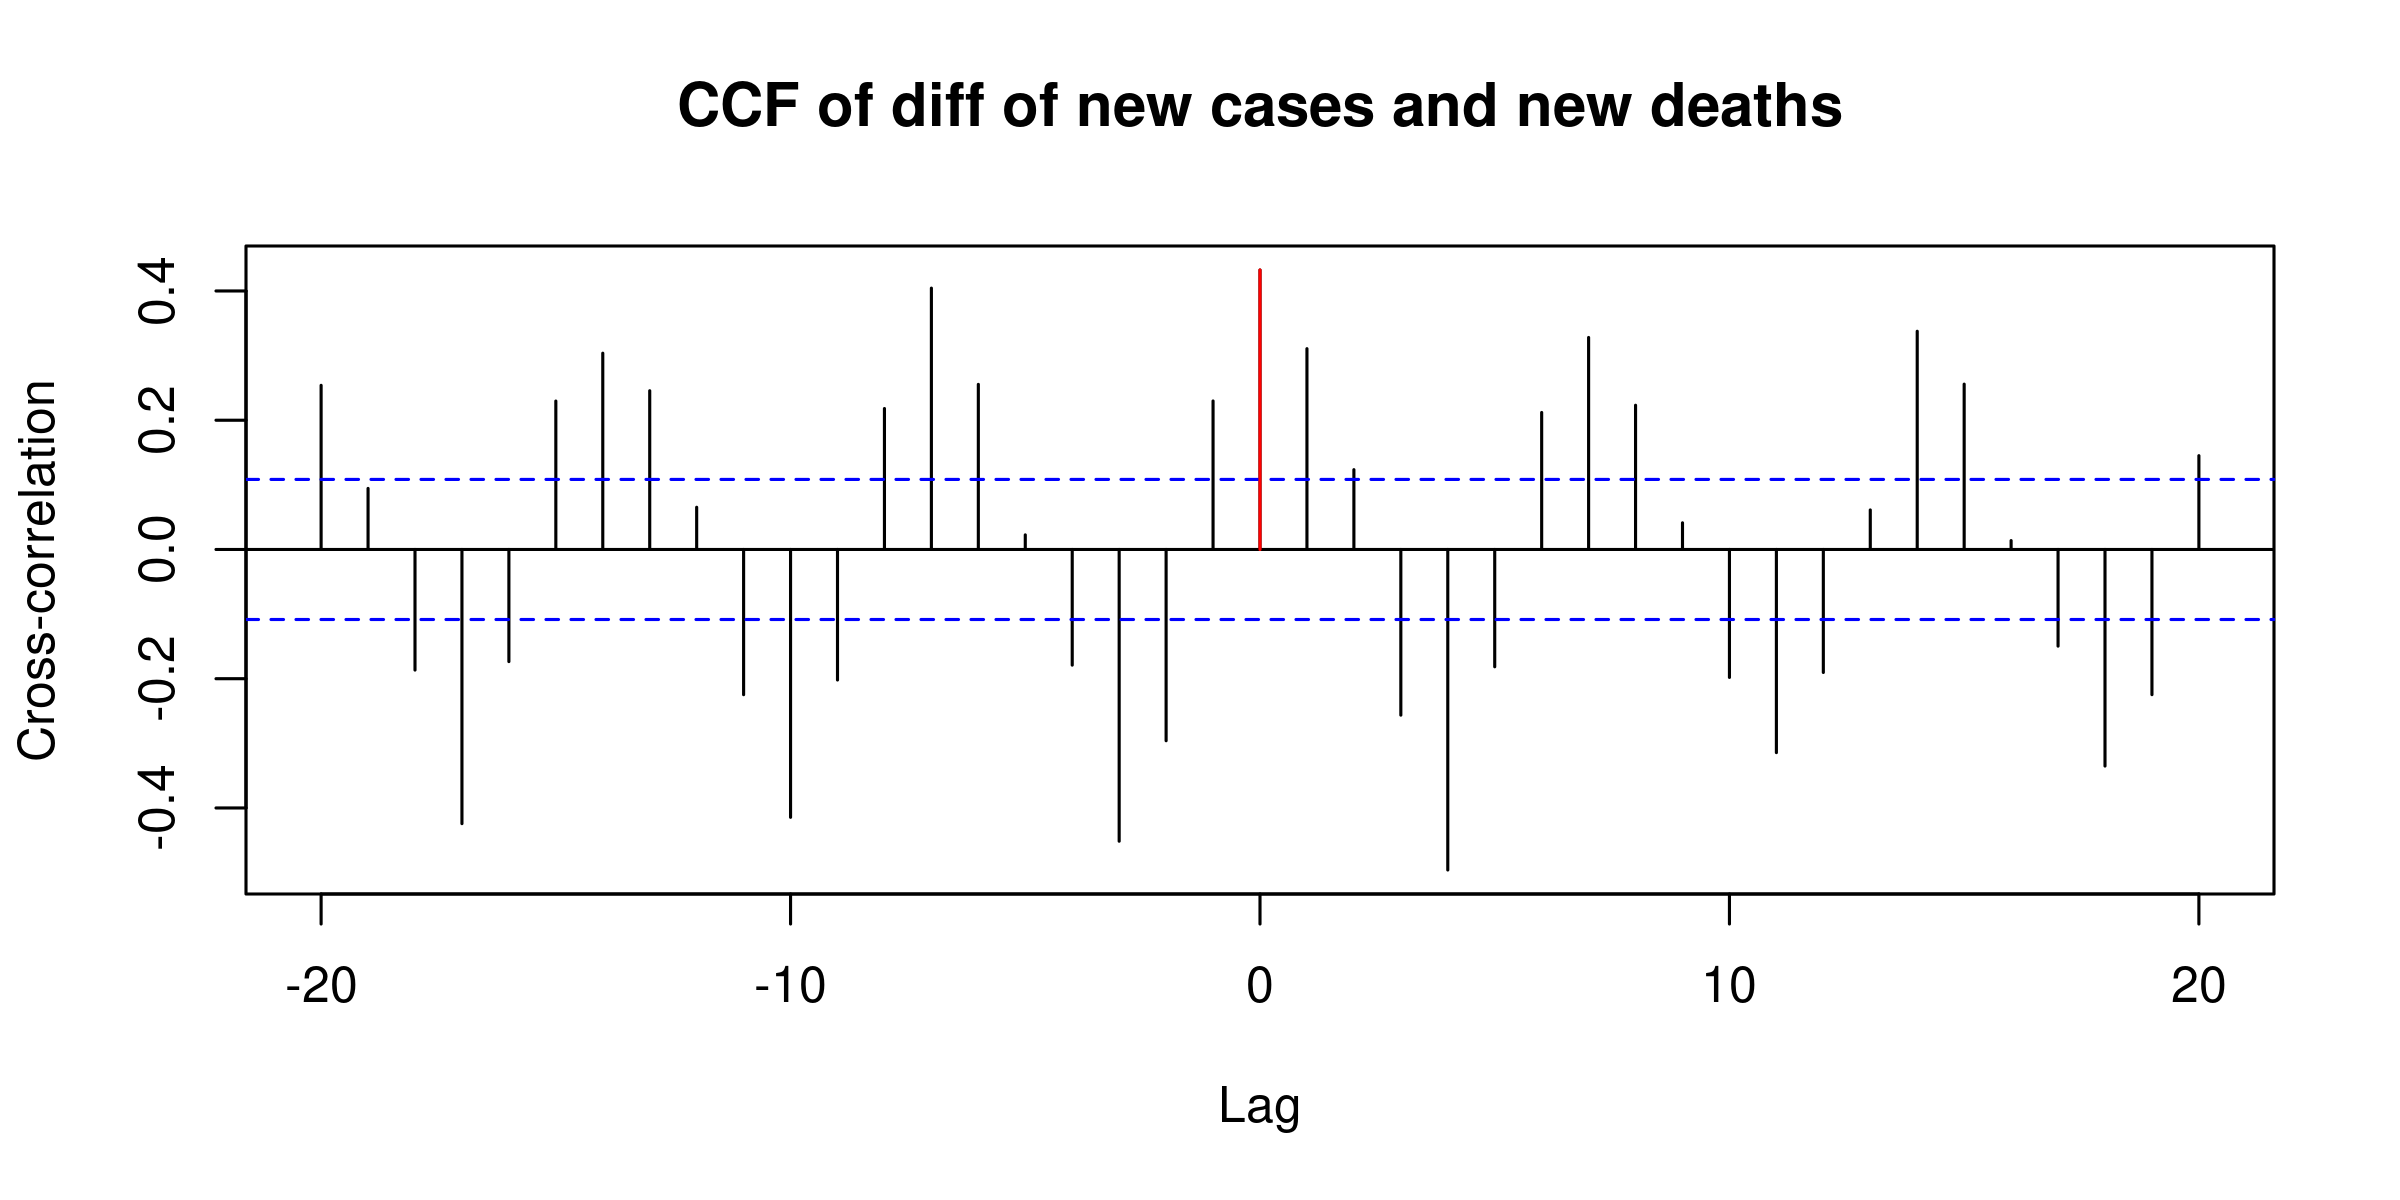 CCF of diff of new cases and new deaths
Cross-correlation
0.4
0.2
0.0
-0.2
-0.4
-20 -10 0 10 20
Lag